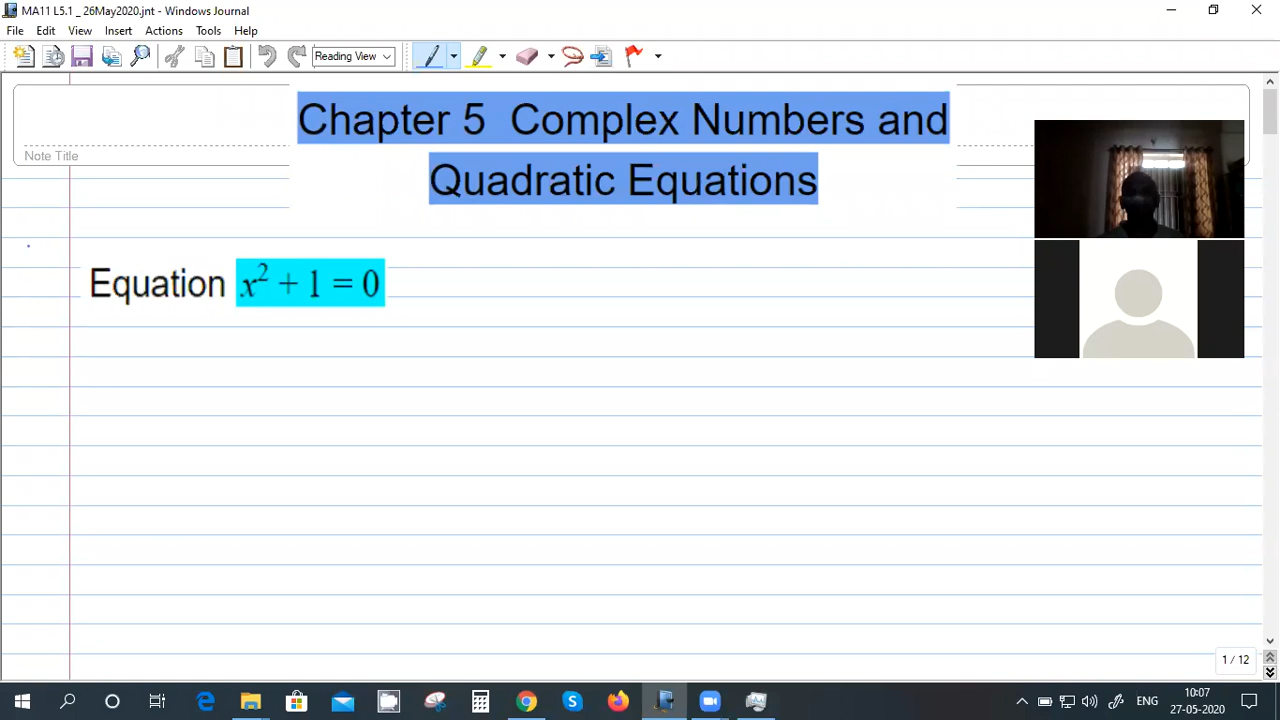 MA11 L5.1 _ 26May2020.jnt - Windows Journal
File Edit View Insert Actions Tools Help
Reading View
Chapter 5 Complex Numbers and
Quadratic Equations
Note Title
Equation x² + 1 = 0
1 / 12
ENG
10:07
27-05-2020